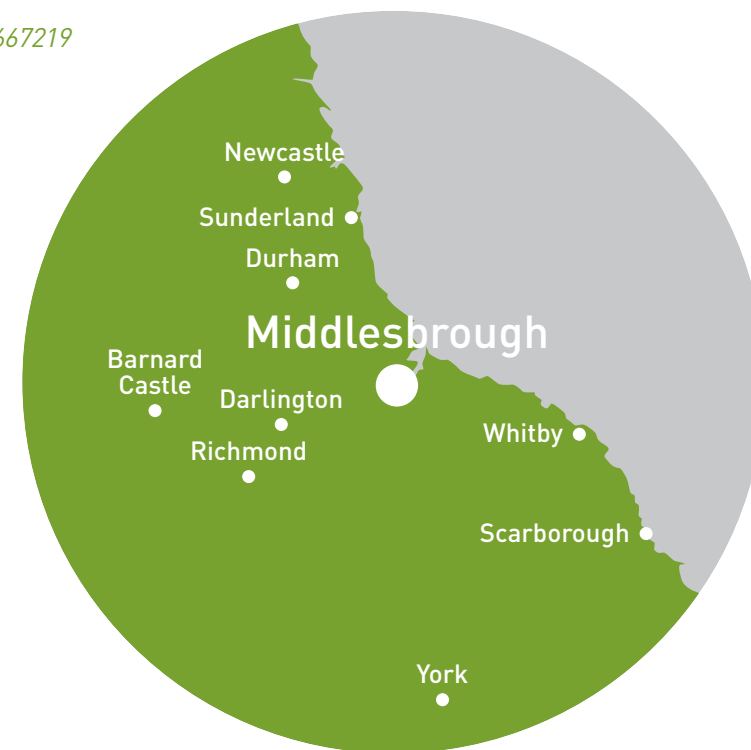 667219
Newcastle
Sunderland
Durham
Middlesbrough
Barnard
Castle
Darlington
Richmond
Whitby
Scarborough
York